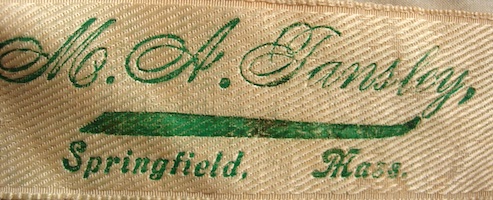 M. A. Tansley,
Springfield, Mass.